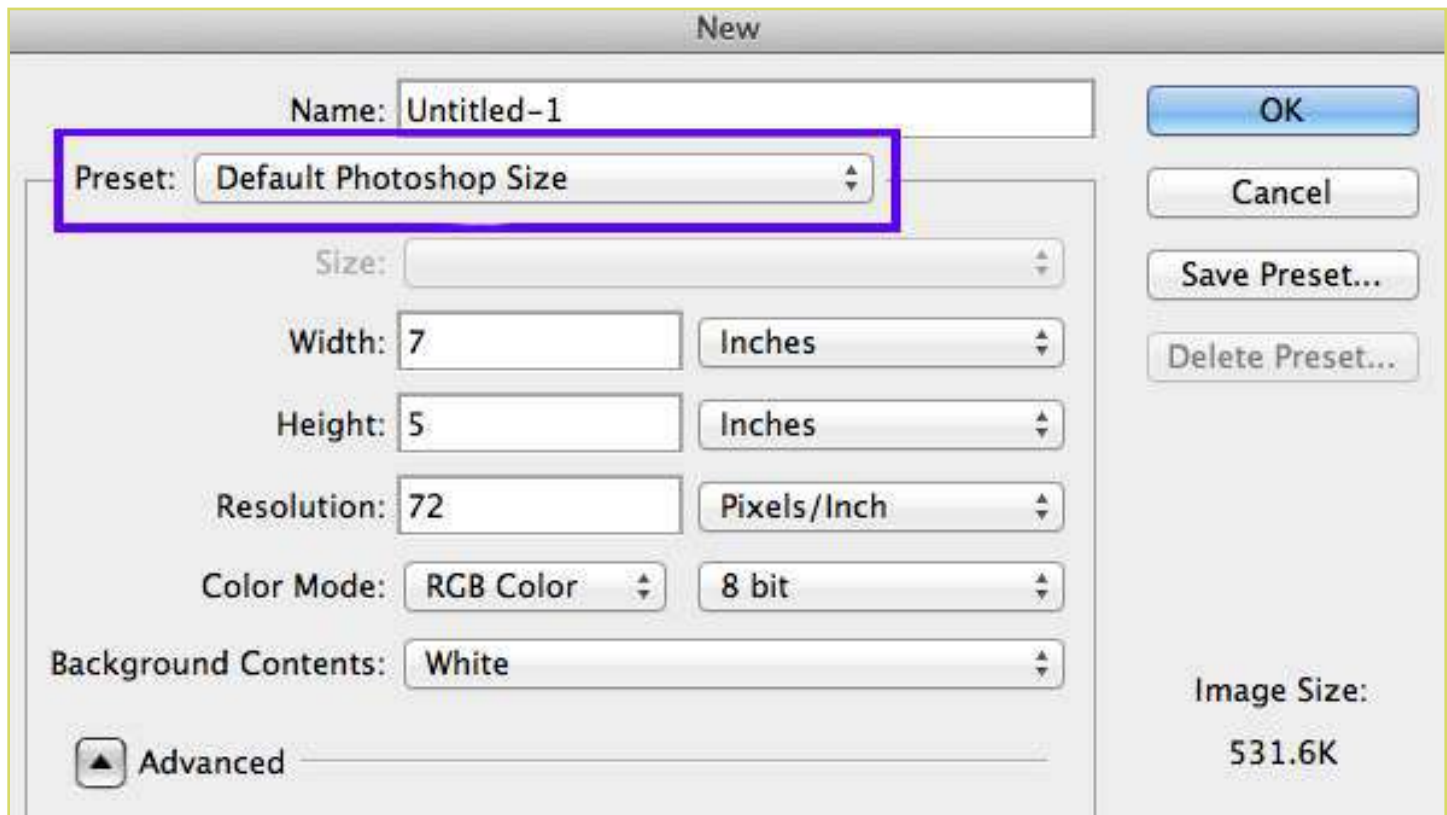 New
Name: Untitled-1
OK
Preset: Default Photoshop Size
Cancel
Size:
Save Preset...
Width: 7 Inches
Delete Preset...
Height: 5 Inches
Resolution: 72 Pixels/Inch
Color Mode: RGB Color 8 bit
Background Contents: White
Image Size:
531.6K
Advanced